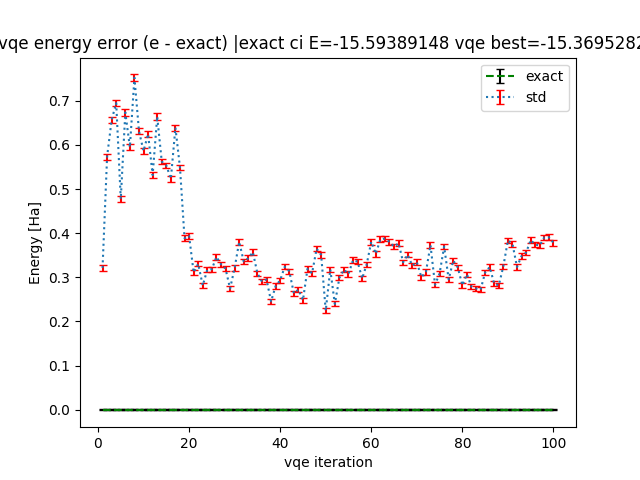 vqe energy error (e - exact) |exact ci E=-15.59389148 vqe best=-15.3695282
exact
std
Energy [Ha]
0.7
0.6
0.5
0.4
0.3
0.2
0.1
0.0
0
20
40
60
80
100
vqe iteration